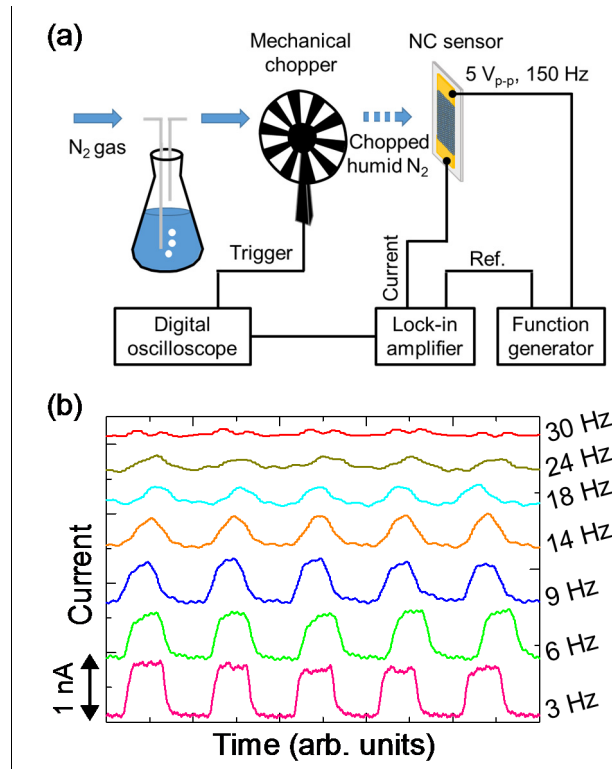 (a)
Mechanical
chopper
NC sensor
5 Vp-p, 150 Hz
N2 gas
Chopped
humid N2
Trigger
Current
Ref.
Digital
oscilloscope
Lock-in
amplifier
Function
generator
(b)
30 Hz
24 Hz
18 Hz
14 Hz
9 Hz
6 Hz
3 Hz
Current
1 nA
Time (arb. units)